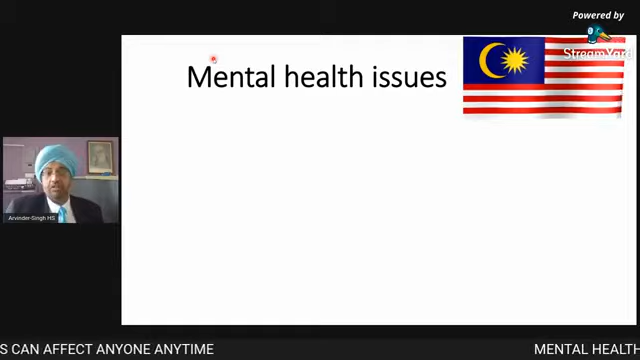 Powered by
StreamYard
Mental health issues
Arvinder-Singh HS
S CAN AFFECT ANYONE ANYTIME
MENTAL HEALTH